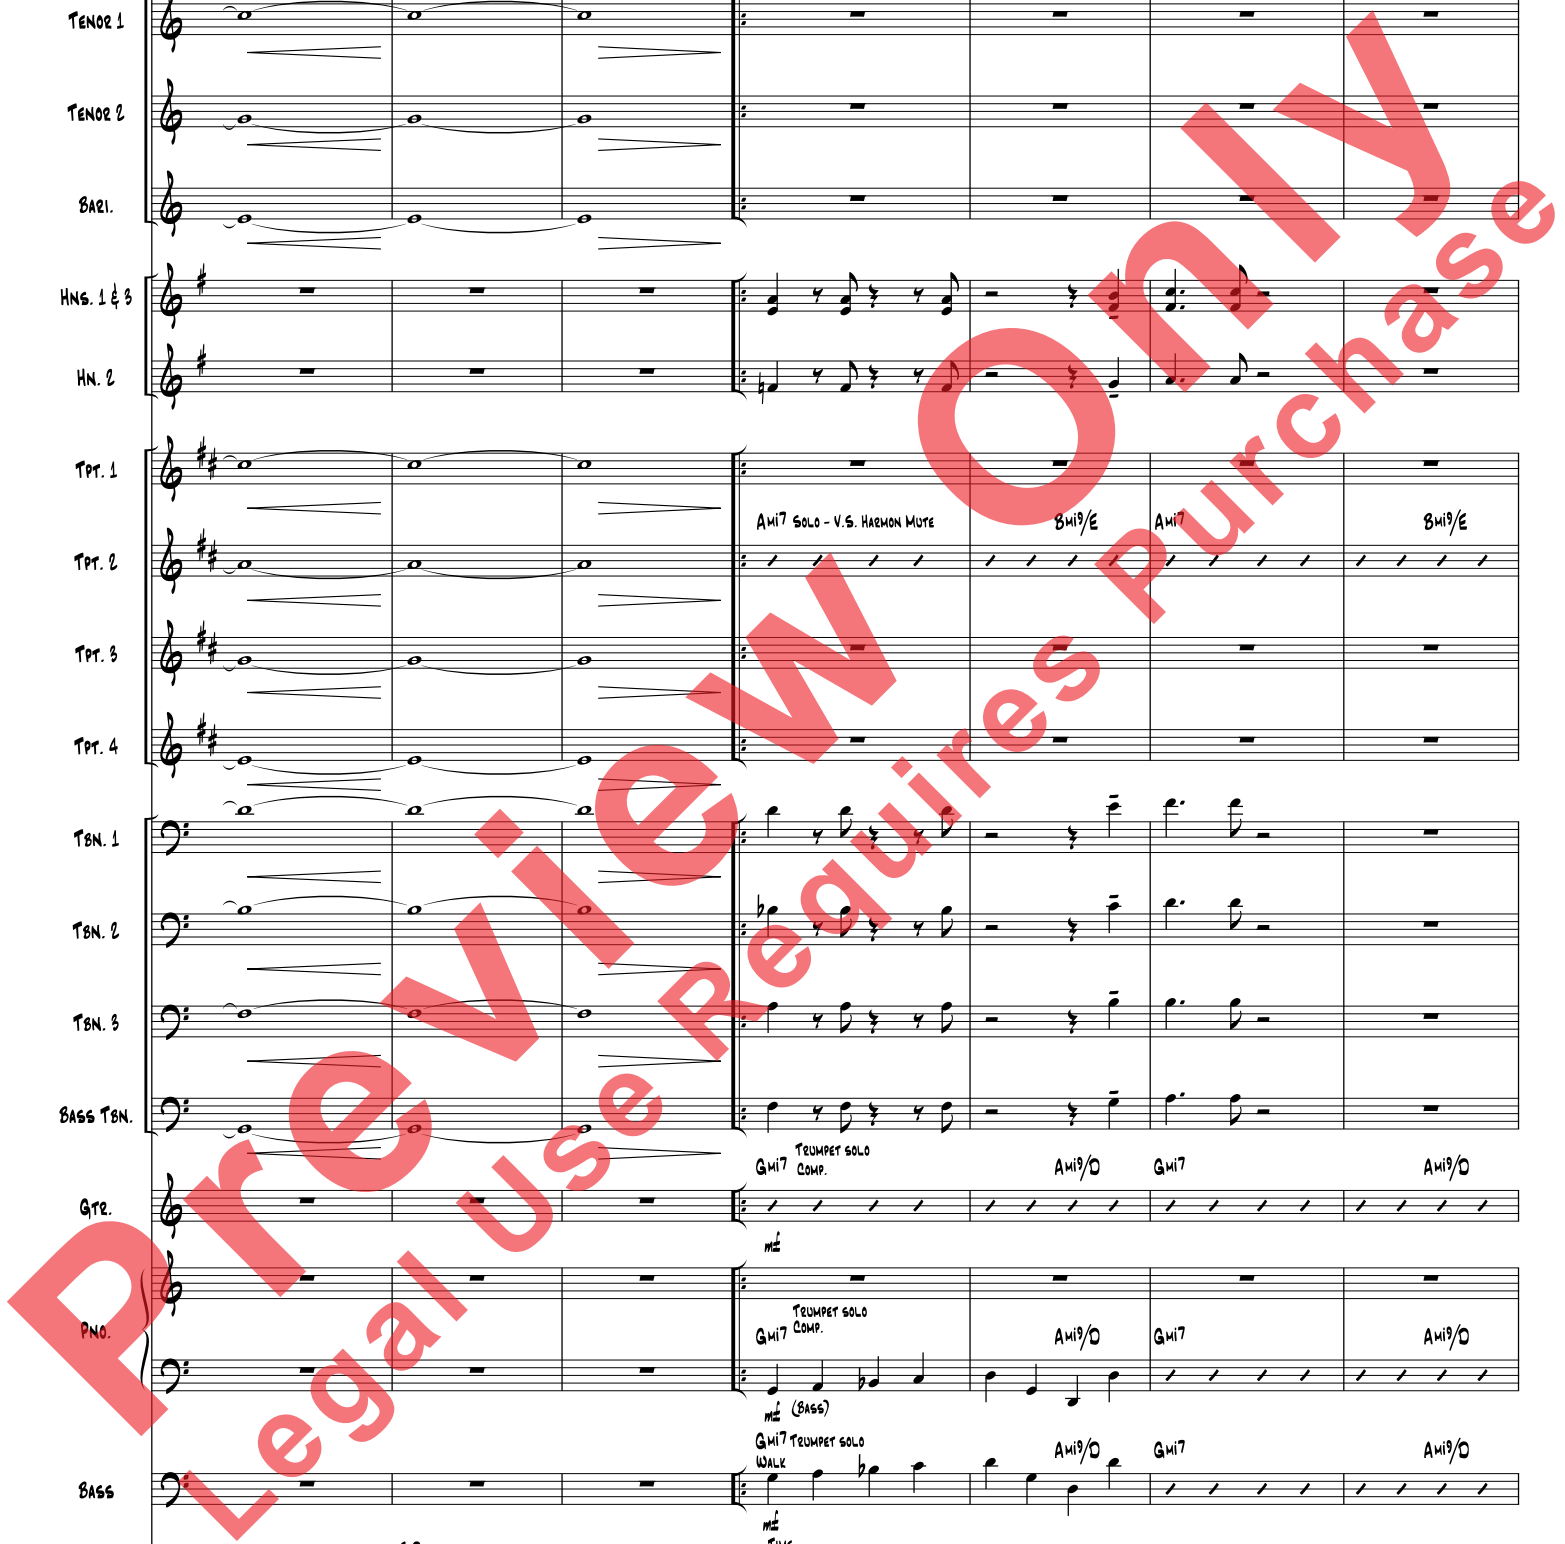 Tenor 1
Tenor 2
Bari.
Hns. 1 & 3
Hn. 2
Tpt. 1
Ami7 Solo - V.S. Harmon Mute Bmi9/E Ami7 Bmi9/E
Tpt. 2
Tpt. 3
Tpt. 4
Tbn. 1
Tbn. 2
Tbn. 3
Bass Tbn.
Trumpet solo
Gmi7 Comp. Ami9/D Gmi7 Ami9/D
Gtr.
mf
Trumpet solo
Pno.
Gmi7 Comp. Ami9/D Gmi7 Ami9/D
mf (Bass)
Gmi7 Trumpet solo Ami9/D Gmi7 Ami9/D
Walk
Bass
mf
Preview Only
Legal Use Requires Purchase